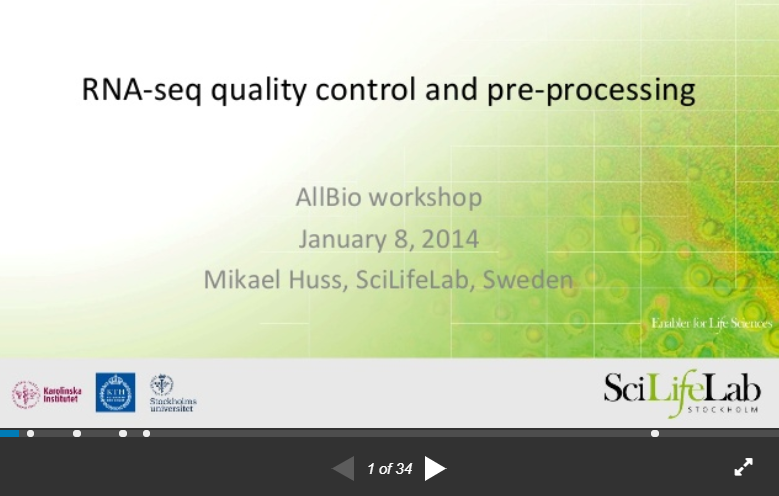 RNA-seq quality control and pre-processing
AllBio workshop
January 8, 2014
Mikael Huss, SciLifeLab, Sweden
Enabler for Life Sciences
Karolinska
Institutet
KTH
Stockholms
universitet
SciLifeLab
STOCKHOLM
1 of 34